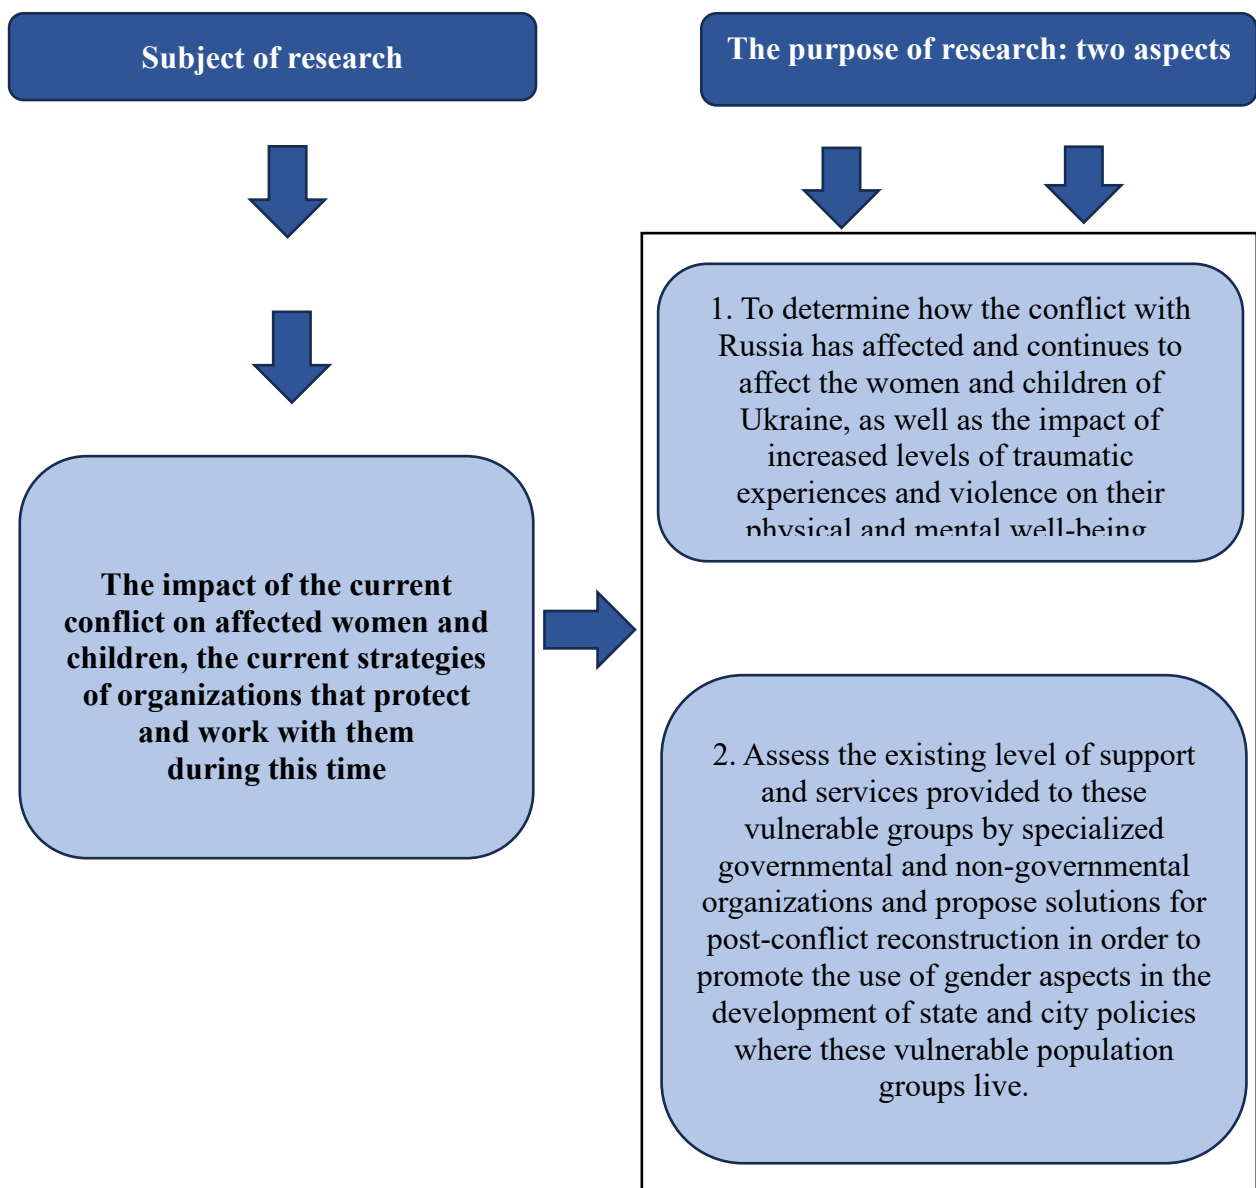 Subject of research
The purpose of research: two aspects
The impact of the current
conflict on affected women and
children, the current strategies
of organizations that protect
and work with them
during this time
1. To determine how the conflict with
Russia has affected and continues to
affect the women and children of
Ukraine, as well as the impact of
increased levels of traumatic
experiences and violence on their
physical and mental well-being
2. Assess the existing level of support
and services provided to these
vulnerable groups by specialized
governmental and non-governmental
organizations and propose solutions for
post-conflict reconstruction in order to
promote the use of gender aspects in the
development of state and city policies
where these vulnerable population
groups live.